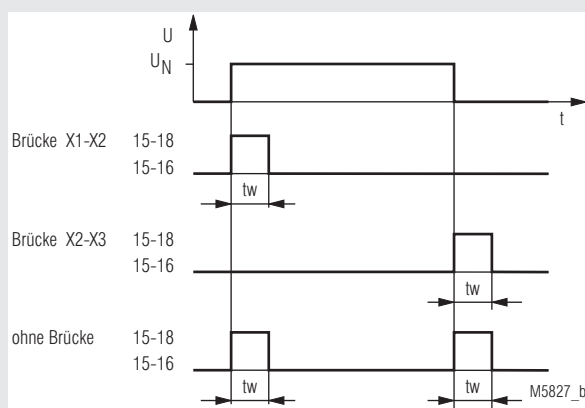 U
U_N
t
Brücke X1-X2 15-18
15-16
tw
Brücke X2-X3 15-18
15-16
tw
ohne Brücke 15-18
15-16
tw tw
M5827_b